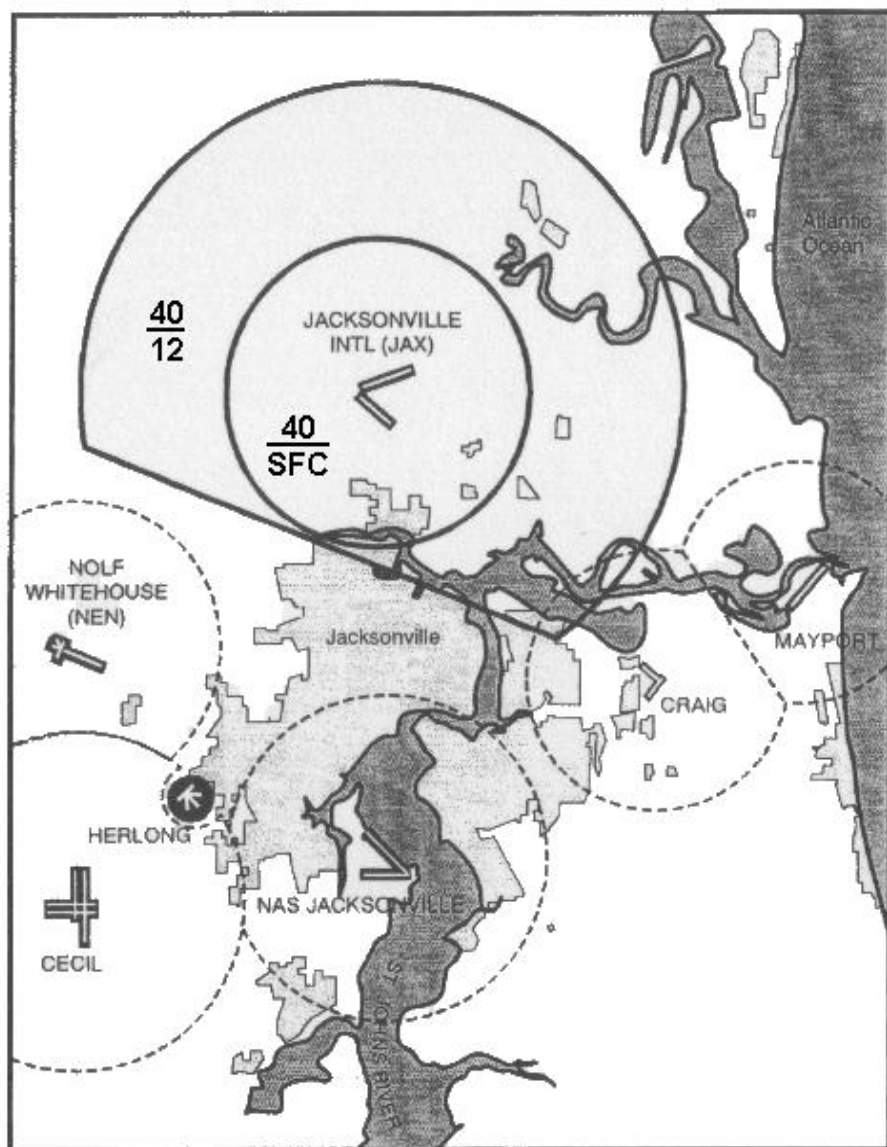 Atlantic
Ocean
40
12
JACKSONVILLE
INTL (JAX)
40
SFC
NOLF
WHITEHOUSE
(NEN)
Jacksonville
MAYPORT
CRAIG
HERLONG
NAS JACKSONVILLE
CECIL
ST JOHNS RIVER